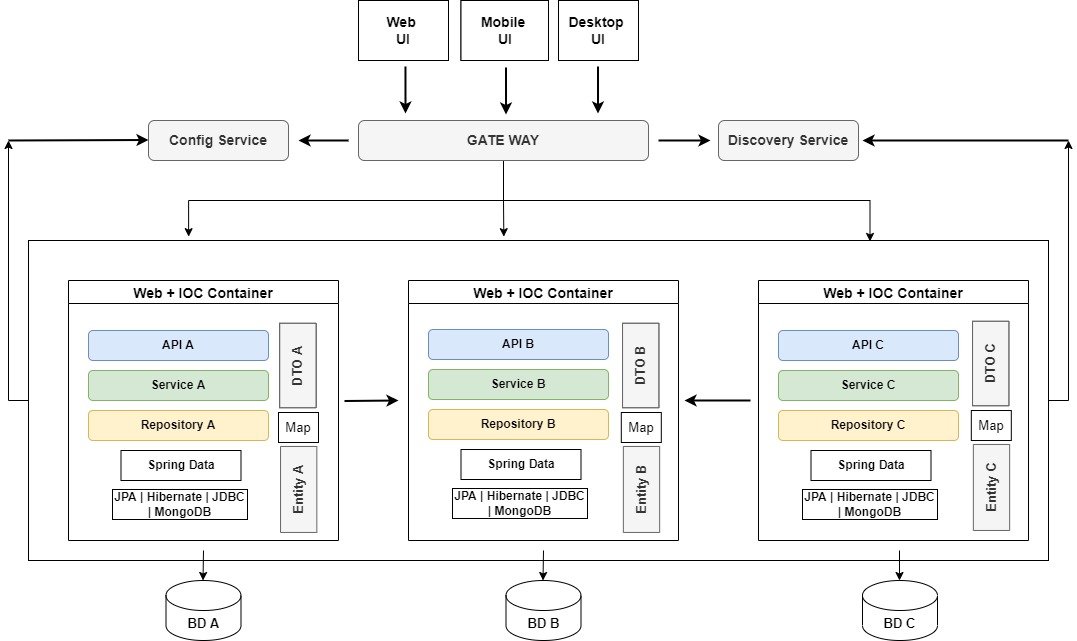 Web
UI
Mobile
UI
Desktop
UI
Config Service
GATE WAY
Discovery Service
Web + IOC Container
API A
Service A
Repository A
Spring Data
JPA | Hibernate | JDBC
| MongoDB
DTO A
Map
Entity A
Web + IOC Container
API B
Service B
Repository B
Spring Data
JPA | Hibernate | JDBC
| MongoDB
DTO B
Map
Entity B
Web + IOC Container
API C
Service C
Repository C
Spring Data
JPA | Hibernate | JDBC
| MongoDB
DTO C
Map
Entity C
BD A
BD B
BD C